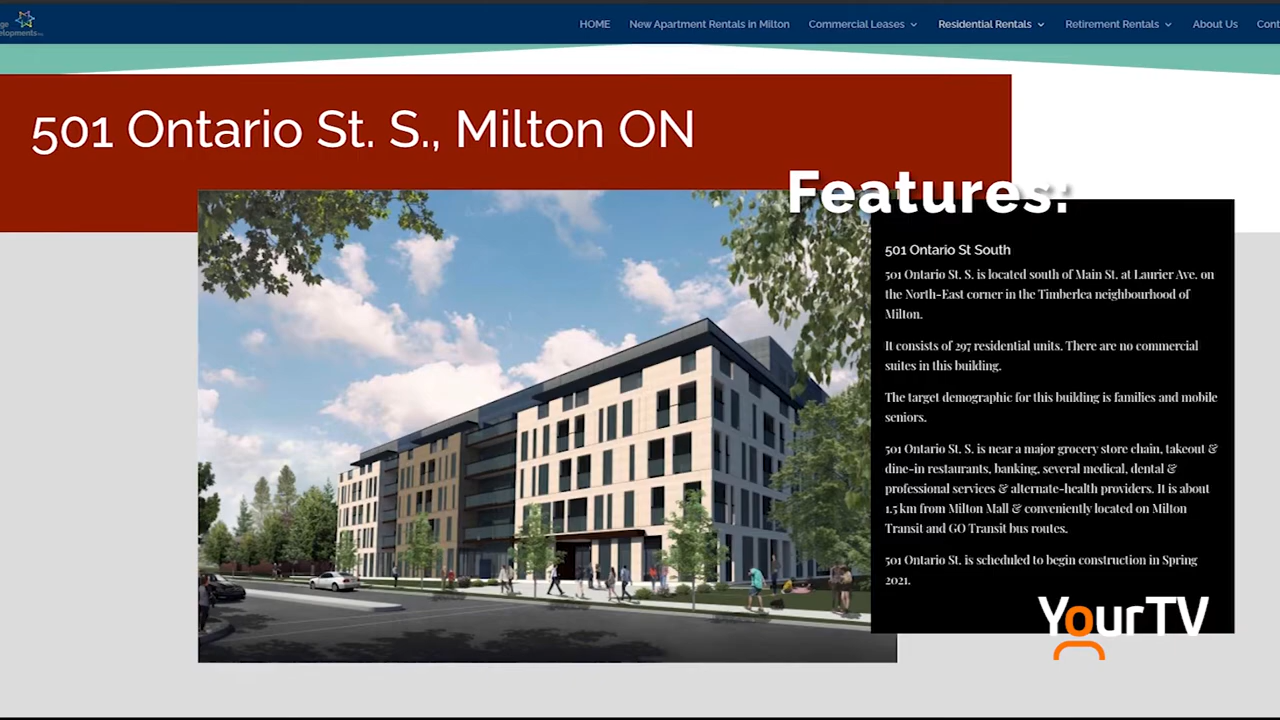 HOME New Apartment Rentals in Milton Commercial Leases Residential Rentals Retirement Rentals About Us Cont
501 Ontario St. S., Milton ON
Features:
501 Ontario St South
501 Ontario St. S. is located south of Main St. at Laurier Ave. on
the North-East corner in the Timberlea neighbourhood of
Milton.
It consists of 297 residential units. There are no commercial
suites in this building.
The target demographic for this building is families and mobile
seniors.
501 Ontario St. S. is near a major grocery store chain, takeout &
dine-in restaurants, banking, several medical, dental &
professional services & alternate-health providers. It is about
1.5 km from Milton Mall & conveniently located on Milton
Transit and GO Transit bus routes.
501 Ontario St. is scheduled to begin construction in Spring
2021.
YourTV